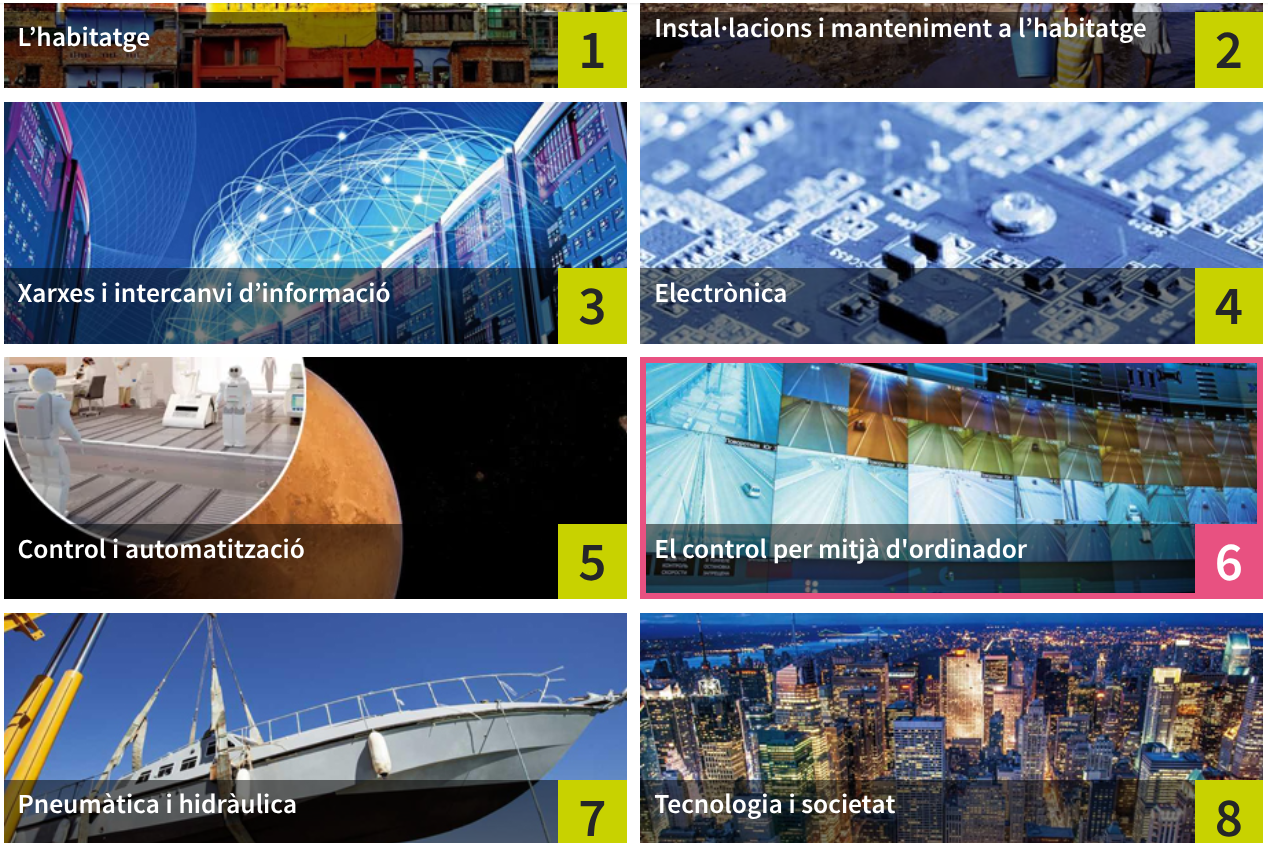 L’habitatge
1
Instal·lacions i manteniment a l’habitatge
2
Xarxes i intercanvi d’informació
3
Electrònica
4
Control i automatització
5
El control per mitjà d'ordinador
6
Pneumàtica i hidràulica
7
Tecnologia i societat
8